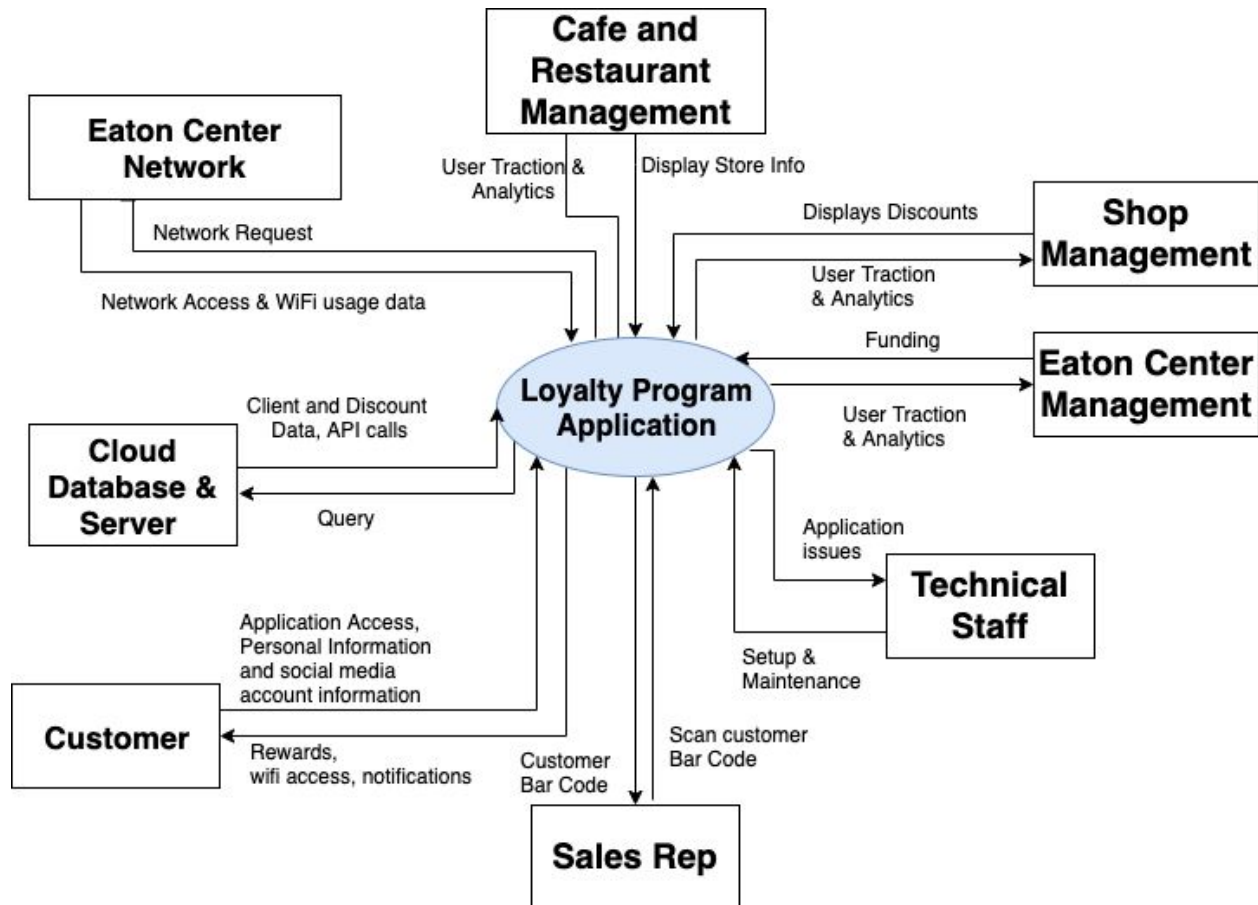 Cafe and
Restaurant
Management
Eaton Center
Network
User Traction &
Analytics
Display Store Info
Displays Discounts
Shop
Management
Network Request
User Traction
& Analytics
Network Access & WiFi usage data
Funding
Eaton Center
Management
Loyalty Program
Application
User Traction
& Analytics
Client and Discount
Data, API calls
Cloud
Database &
Server
Query
Application
issues
Technical
Staff
Application Access,
Personal Information
and social media
account information
Setup &
Maintenance
Customer
Rewards,
wifi access, notifications
Customer
Bar Code
Scan customer
Bar Code
Sales Rep